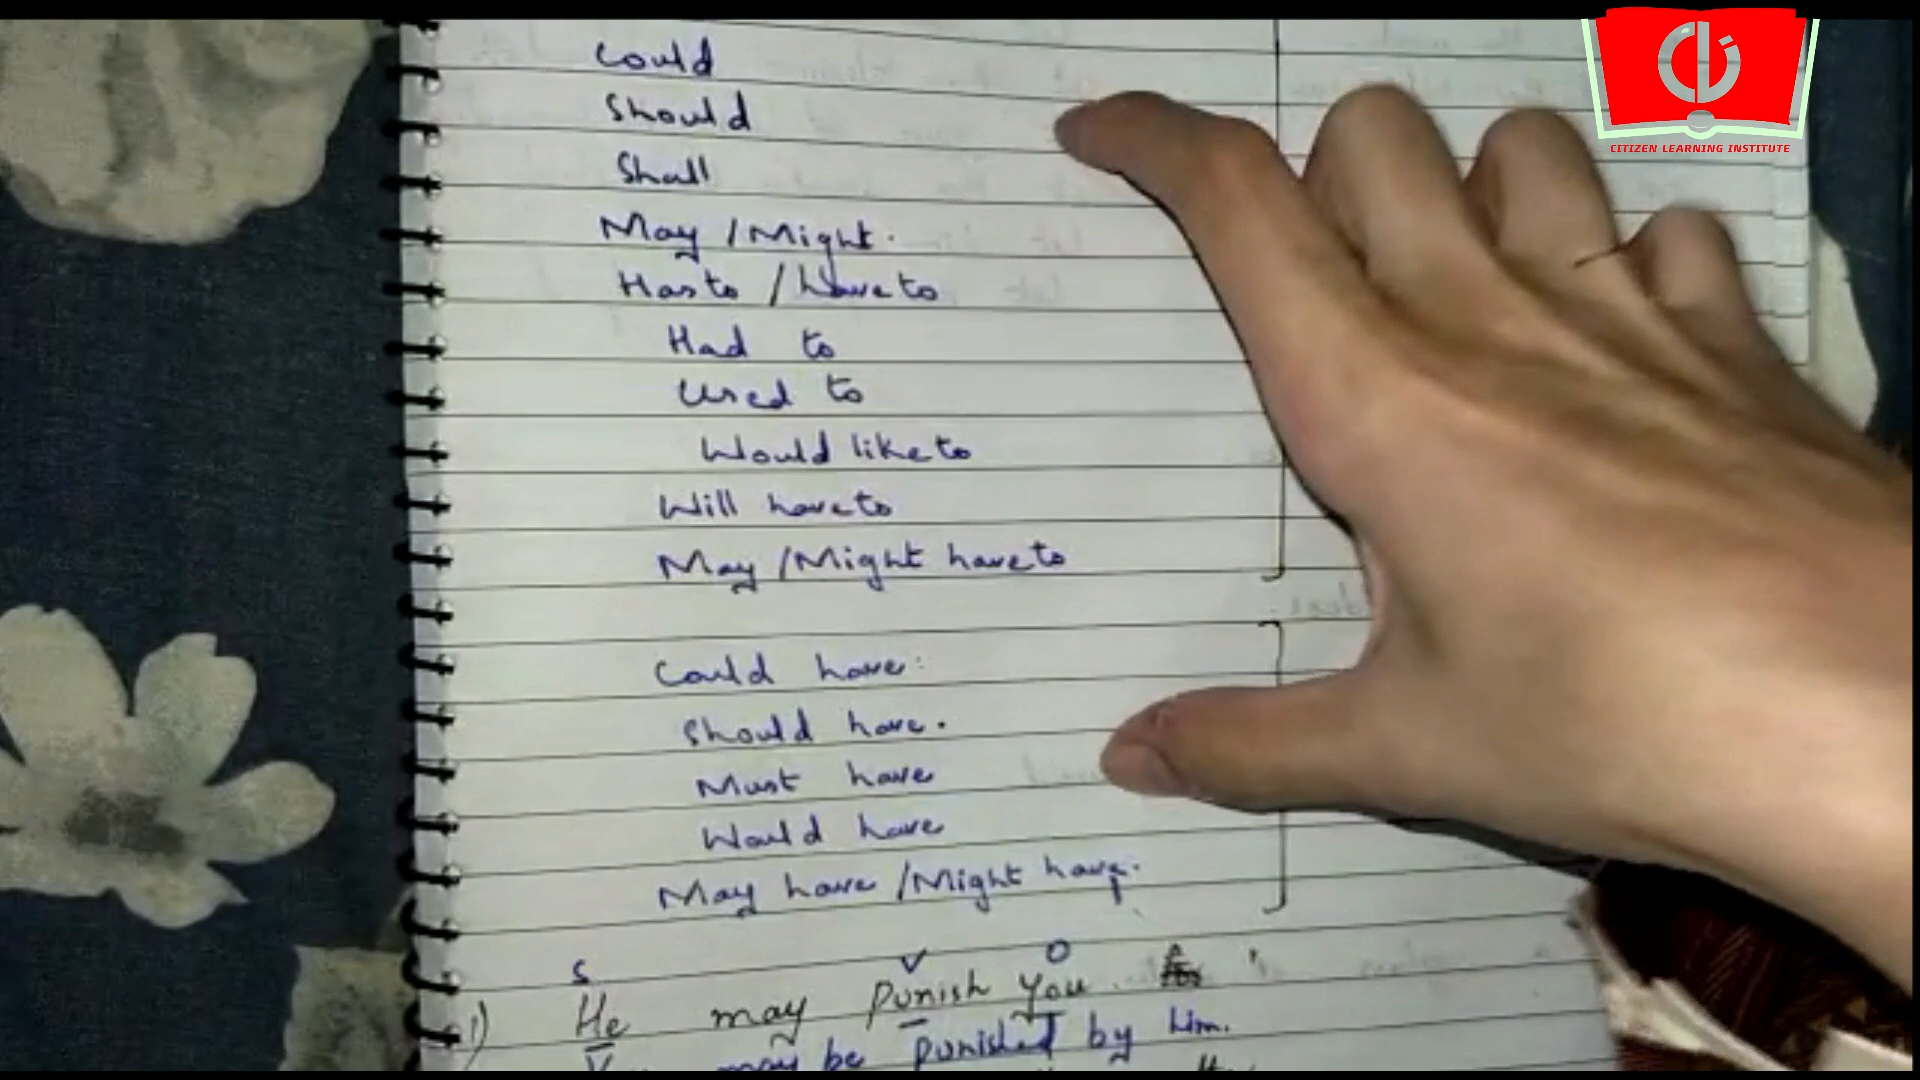 Could
Should
Shall
May / Might.
Has to / have to
Had to
Used to
Would like to
Will have to
May / Might have to
Could have:
Should have.
Must have
Would have
May have / Might have.
S V O
1) He may punish you
may be punished by him.
CITIZEN LEARNING INSTITUTE